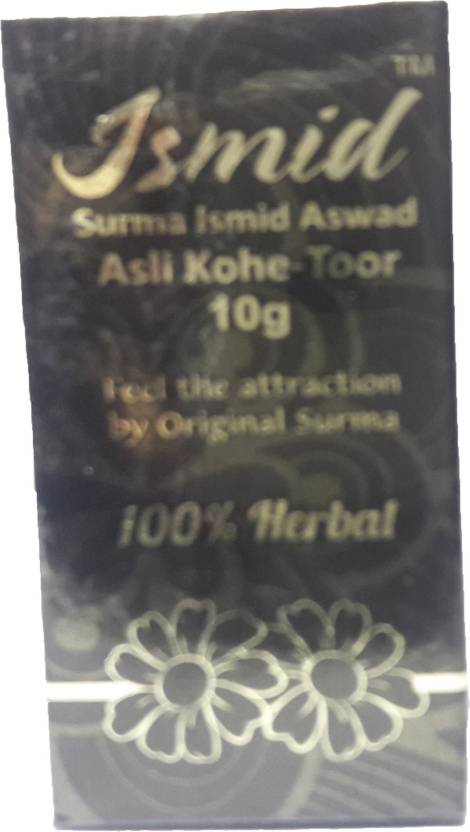 TM
Ismid
Surma Ismid Aswad
Asli Kohe-Toor
10g
Feel the attraction
by Original Surma
100% Herbal